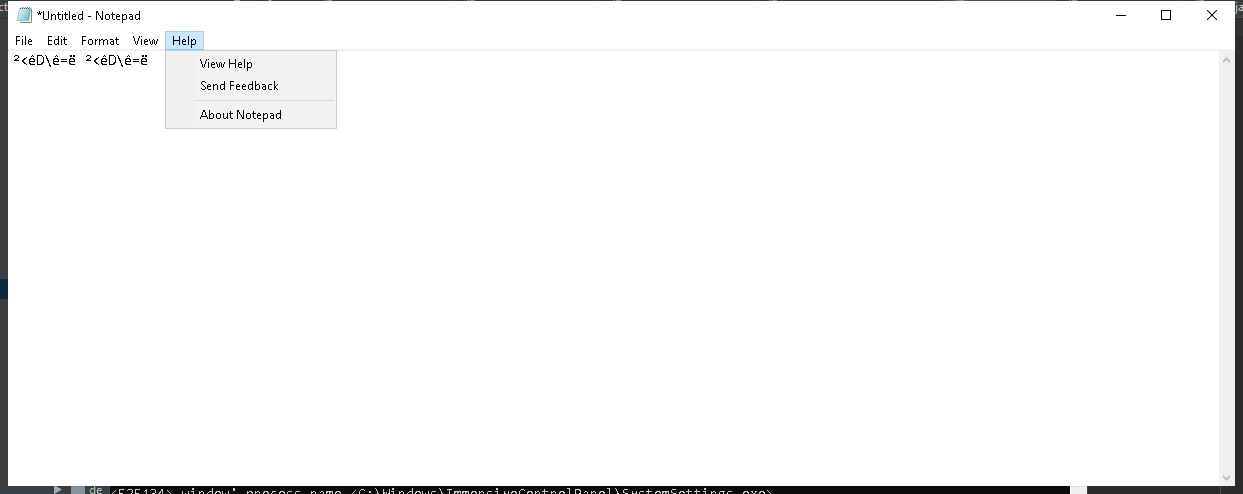 *Untitled - Notepad
File Edit Format View Help
²<êD\ê=ë ²<êD\ê=ë
View Help
Send Feedback
About Notepad
de <525134> window' process name <C:\Windows\ImmersiveControlPanel\SystemSettings.exe>